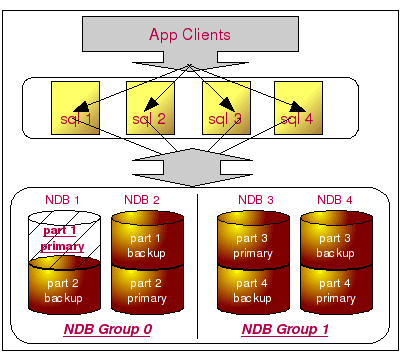 App Clients
sql 1 sql 2 sql 3 sql 4
NDB 1 NDB 2 NDB 3 NDB 4
part 1
primary
part 1
backup
part 3
primary
part 3
backup
part 2
backup
part 2
primary
part 4
backup
part 4
primary
NDB Group 0 NDB Group 1